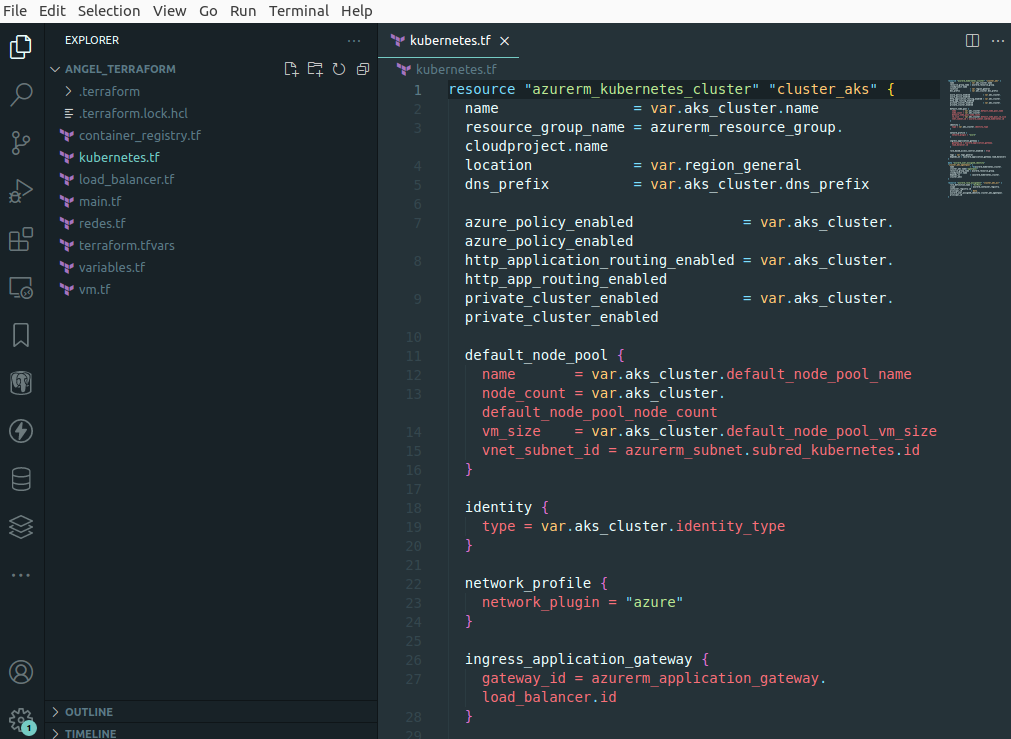 File Edit Selection View Go Run Terminal Help
EXPLORER
ANGEL_TERRAFORM
.terraform
.terraform.lock.hcl
container_registry.tf
kubernetes.tf
load_balancer.tf
main.tf
redes.tf
terraform.tfvars
variables.tf
vm.tf
OUTLINE
TIMELINE
1
kubernetes.tf
kubernetes.tf
1 resource "azurerm_kubernetes_cluster" "cluster_aks" {
2 name = var.aks_cluster.name
3 resource_group_name = azurerm_resource_group.
cloudproject.name
4 location = var.region_general
5 dns_prefix = var.aks_cluster.dns_prefix
6
7 azure_policy_enabled = var.aks_cluster.
azure_policy_enabled
8 http_application_routing_enabled = var.aks_cluster.
http_app_routing_enabled
9 private_cluster_enabled = var.aks_cluster.
private_cluster_enabled
10
11 default_node_pool {
12 name = var.aks_cluster.default_node_pool_name
13 node_count = var.aks_cluster.
default_node_pool_node_count
14 vm_size = var.aks_cluster.default_node_pool_vm_size
15 vnet_subnet_id = azurerm_subnet.subred_kubernetes.id
16 }
17
18 identity {
19 type = var.aks_cluster.identity_type
20 }
21
22 network_profile {
23 network_plugin = "azure"
24 }
25
26 ingress_application_gateway {
27 gateway_id = azurerm_application_gateway.
load_balancer.id
28 }
29